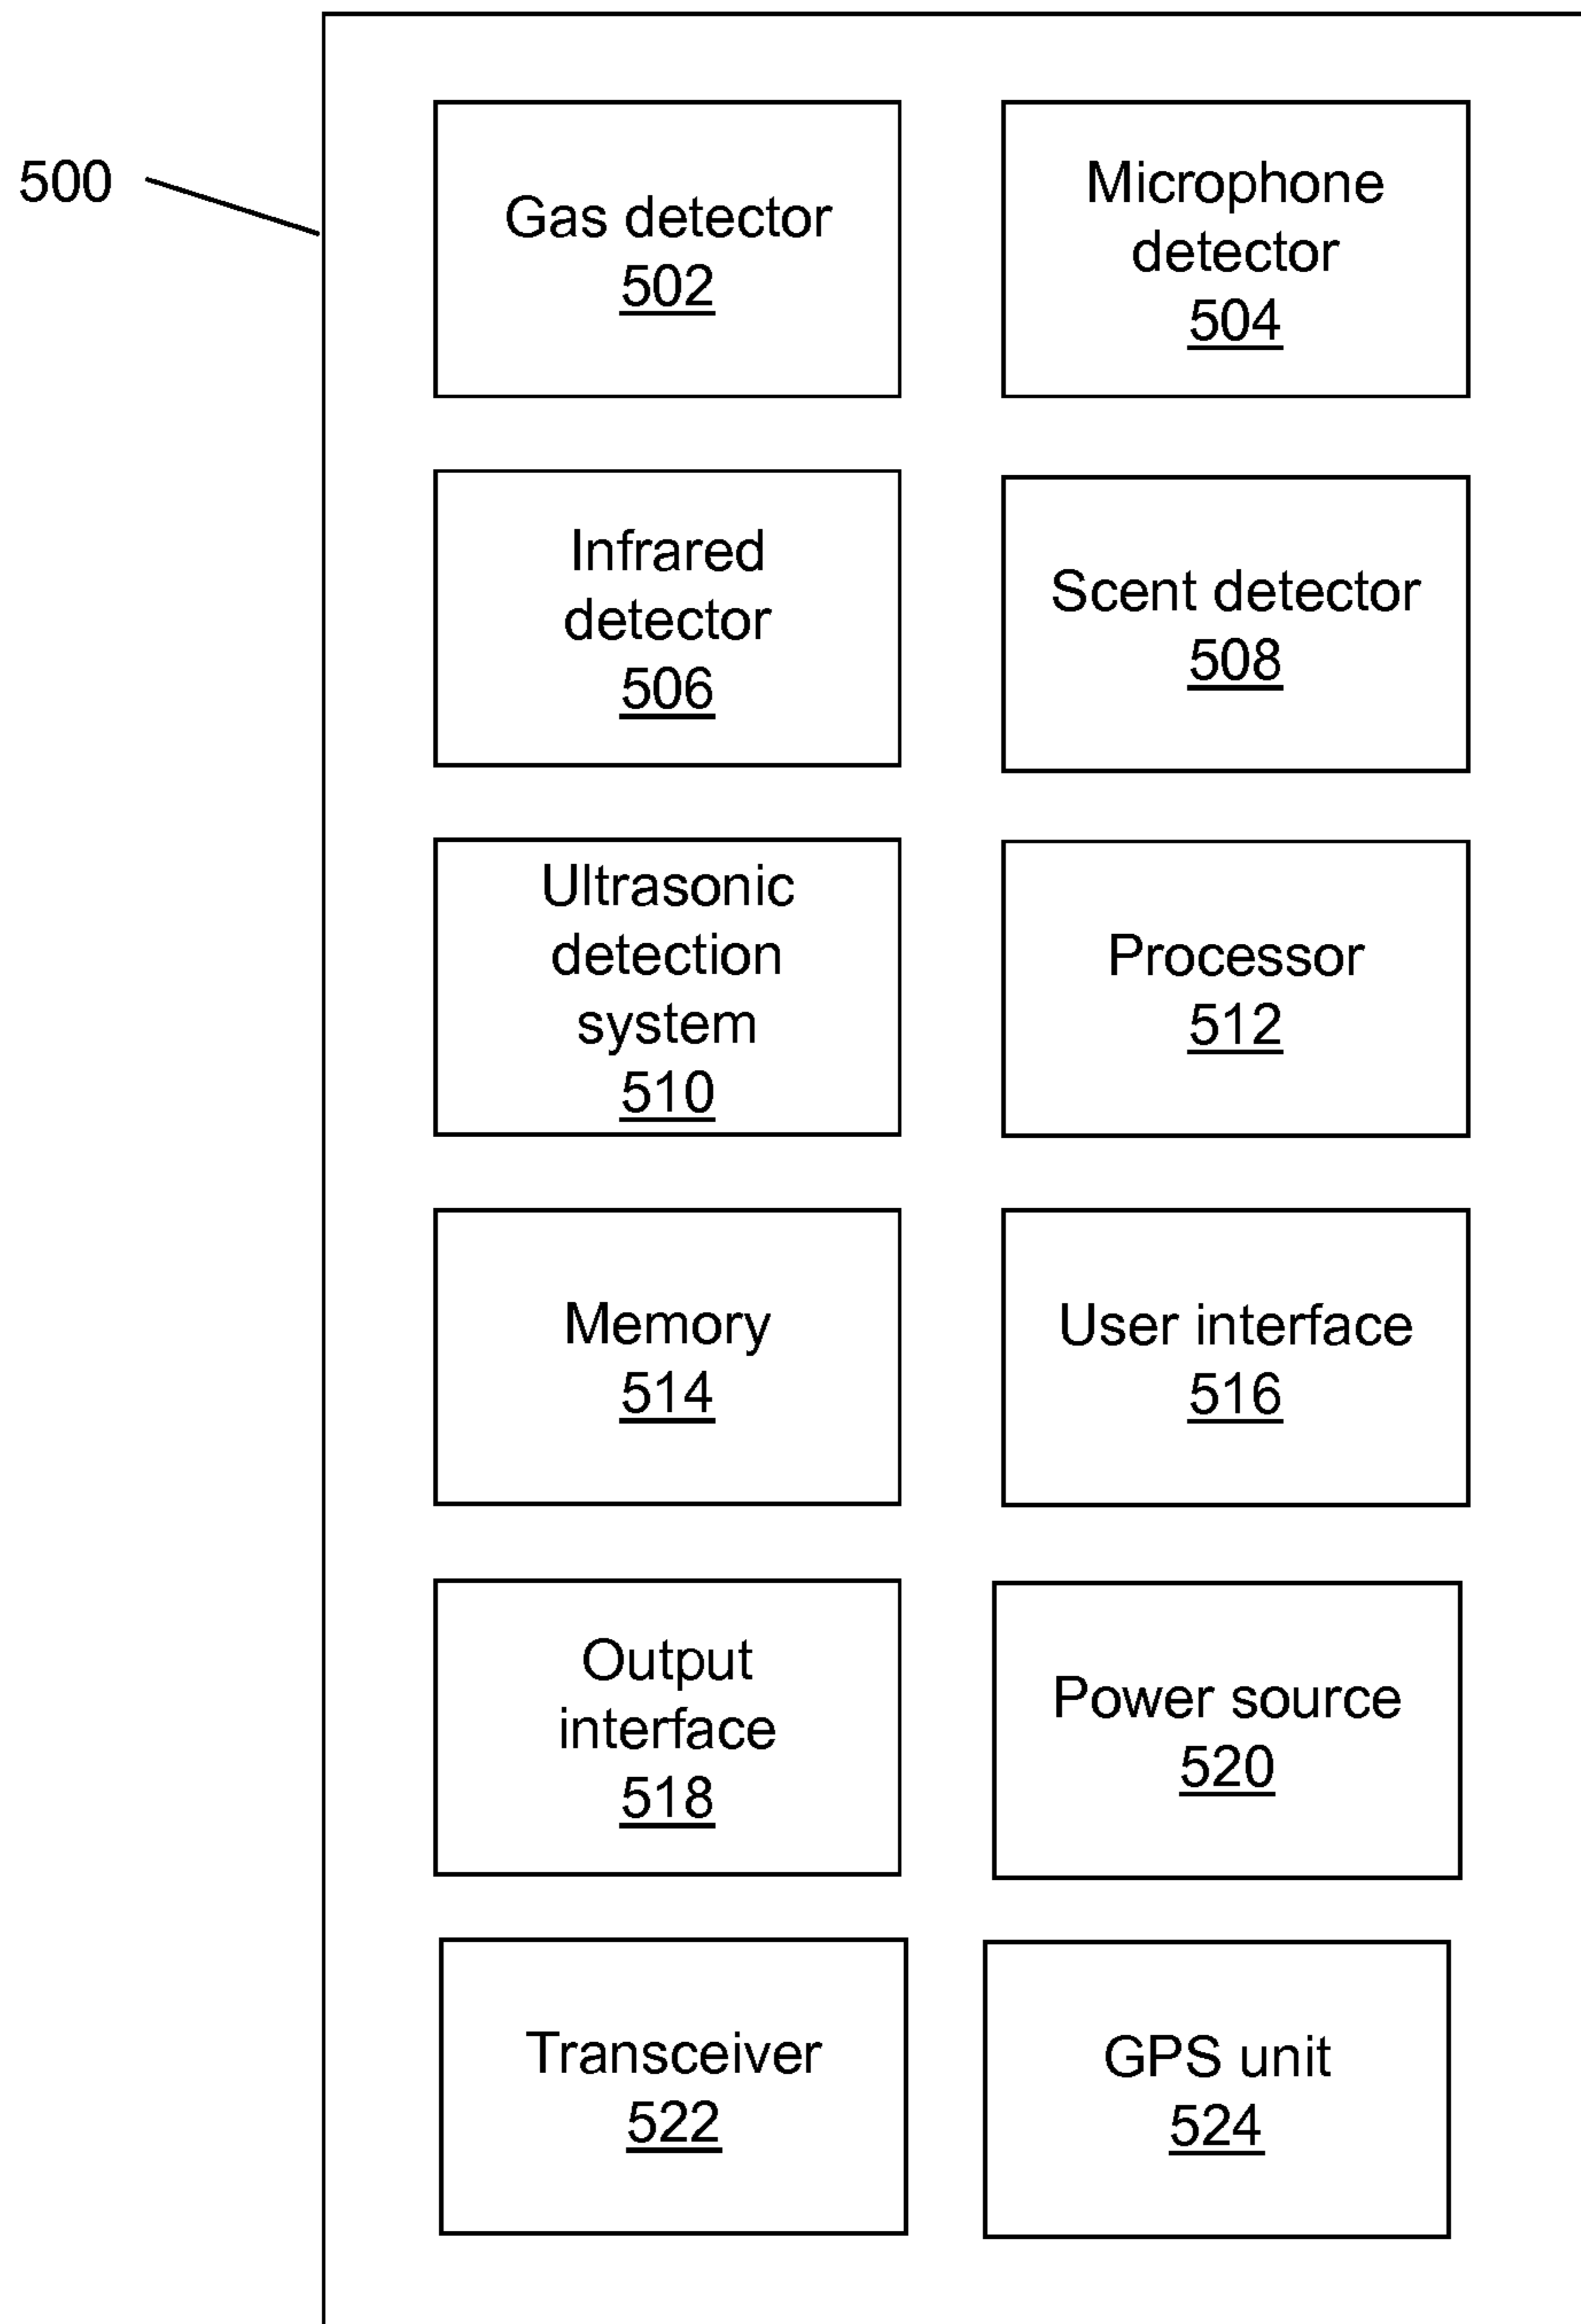 500
Gas detector
502
Microphone
detector
504
Infrared
detector
506
Scent detector
508
Ultrasonic
detection
system
510
Processor
512
Memory
514
User interface
516
Output
interface
518
Power source
520
Transceiver
522
GPS unit
524